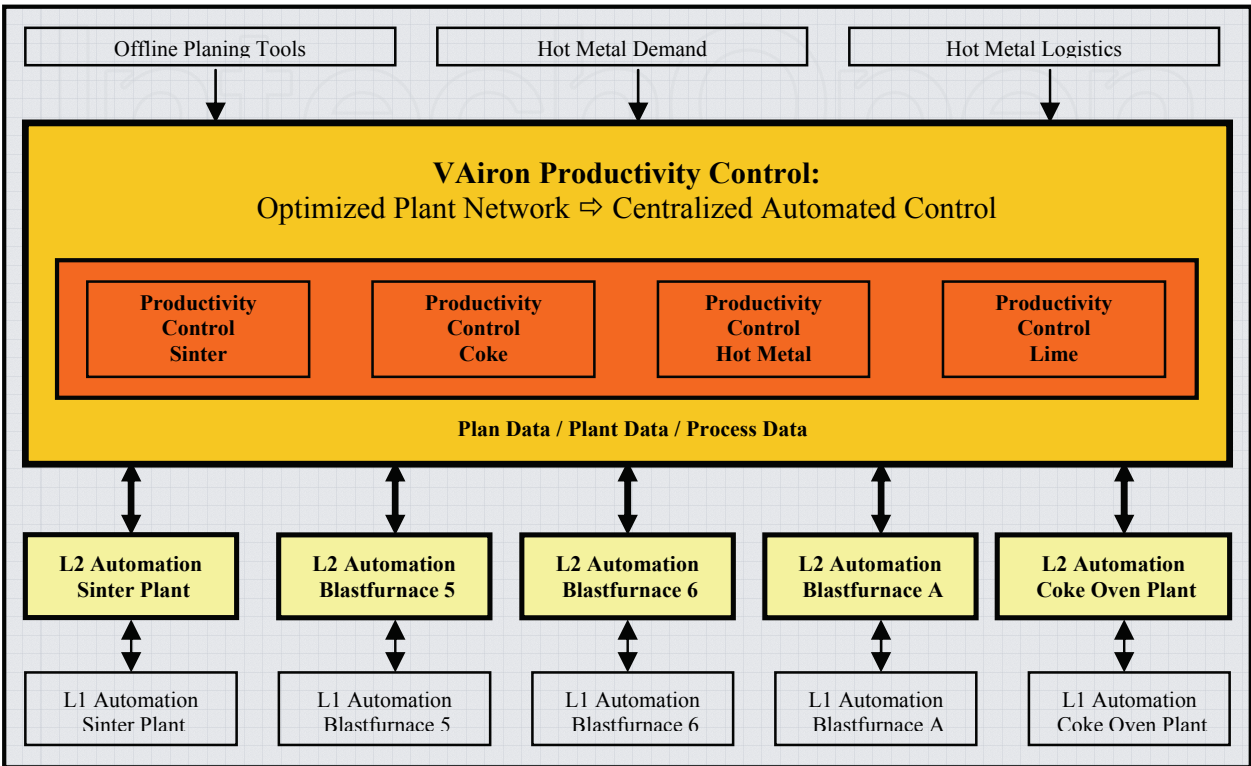 Offline Planing Tools
Hot Metal Demand
Hot Metal Logistics
VAiron Productivity Control:
Optimized Plant Network ⇨ Centralized Automated Control
Productivity
Control
Sinter
Productivity
Control
Coke
Productivity
Control
Hot Metal
Productivity
Control
Lime
Plan Data / Plant Data / Process Data
L2 Automation
Sinter Plant
L2 Automation
Blastfurnace 5
L2 Automation
Blastfurnace 6
L2 Automation
Blastfurnace A
L2 Automation
Coke Oven Plant
L1 Automation
Sinter Plant
L1 Automation
Blastfurnace 5
L1 Automation
Blastfurnace 6
L1 Automation
Blastfurnace A
L1 Automation
Coke Oven Plant